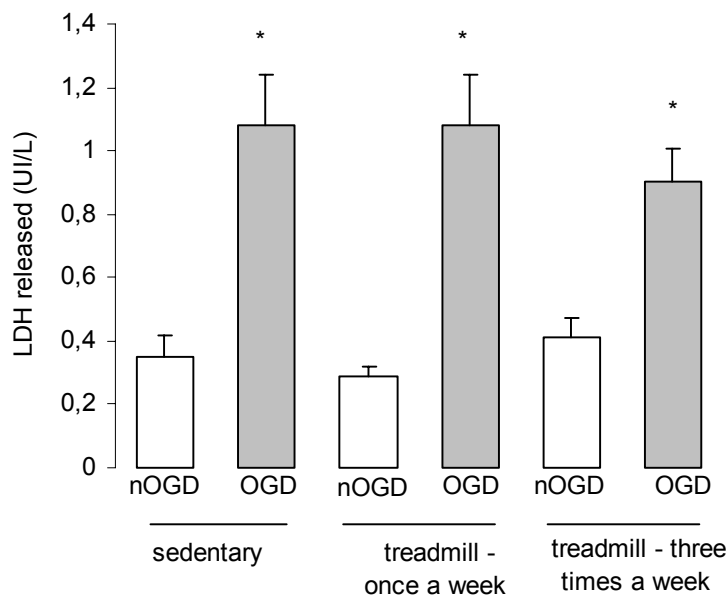 1,4
1,2
1
0,8
0,6
0,4
0,2
0
LDH released (UI/L)
* * *
nOGD OGD nOGD OGD nOGD OGD
sedentary treadmill - treadmill - three
once a week times a week